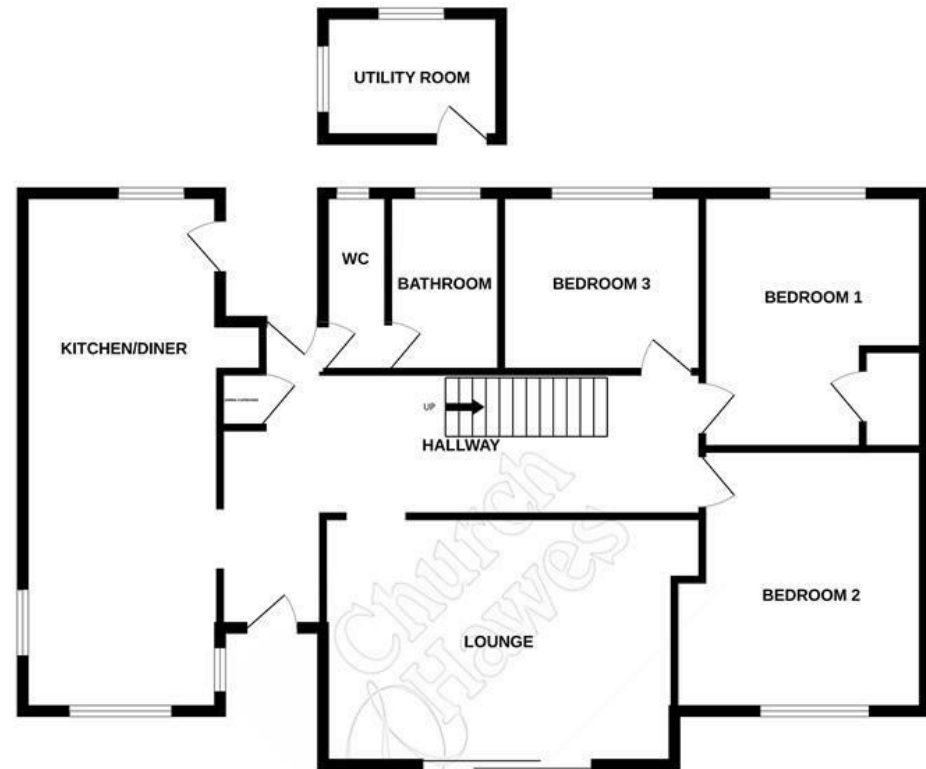 UTILITY ROOM
WC
BATHROOM
BEDROOM 3
BEDROOM 1
KITCHEN/DINER
UP
HALLWAY
BEDROOM 2
LOUNGE
Church
& Hawes